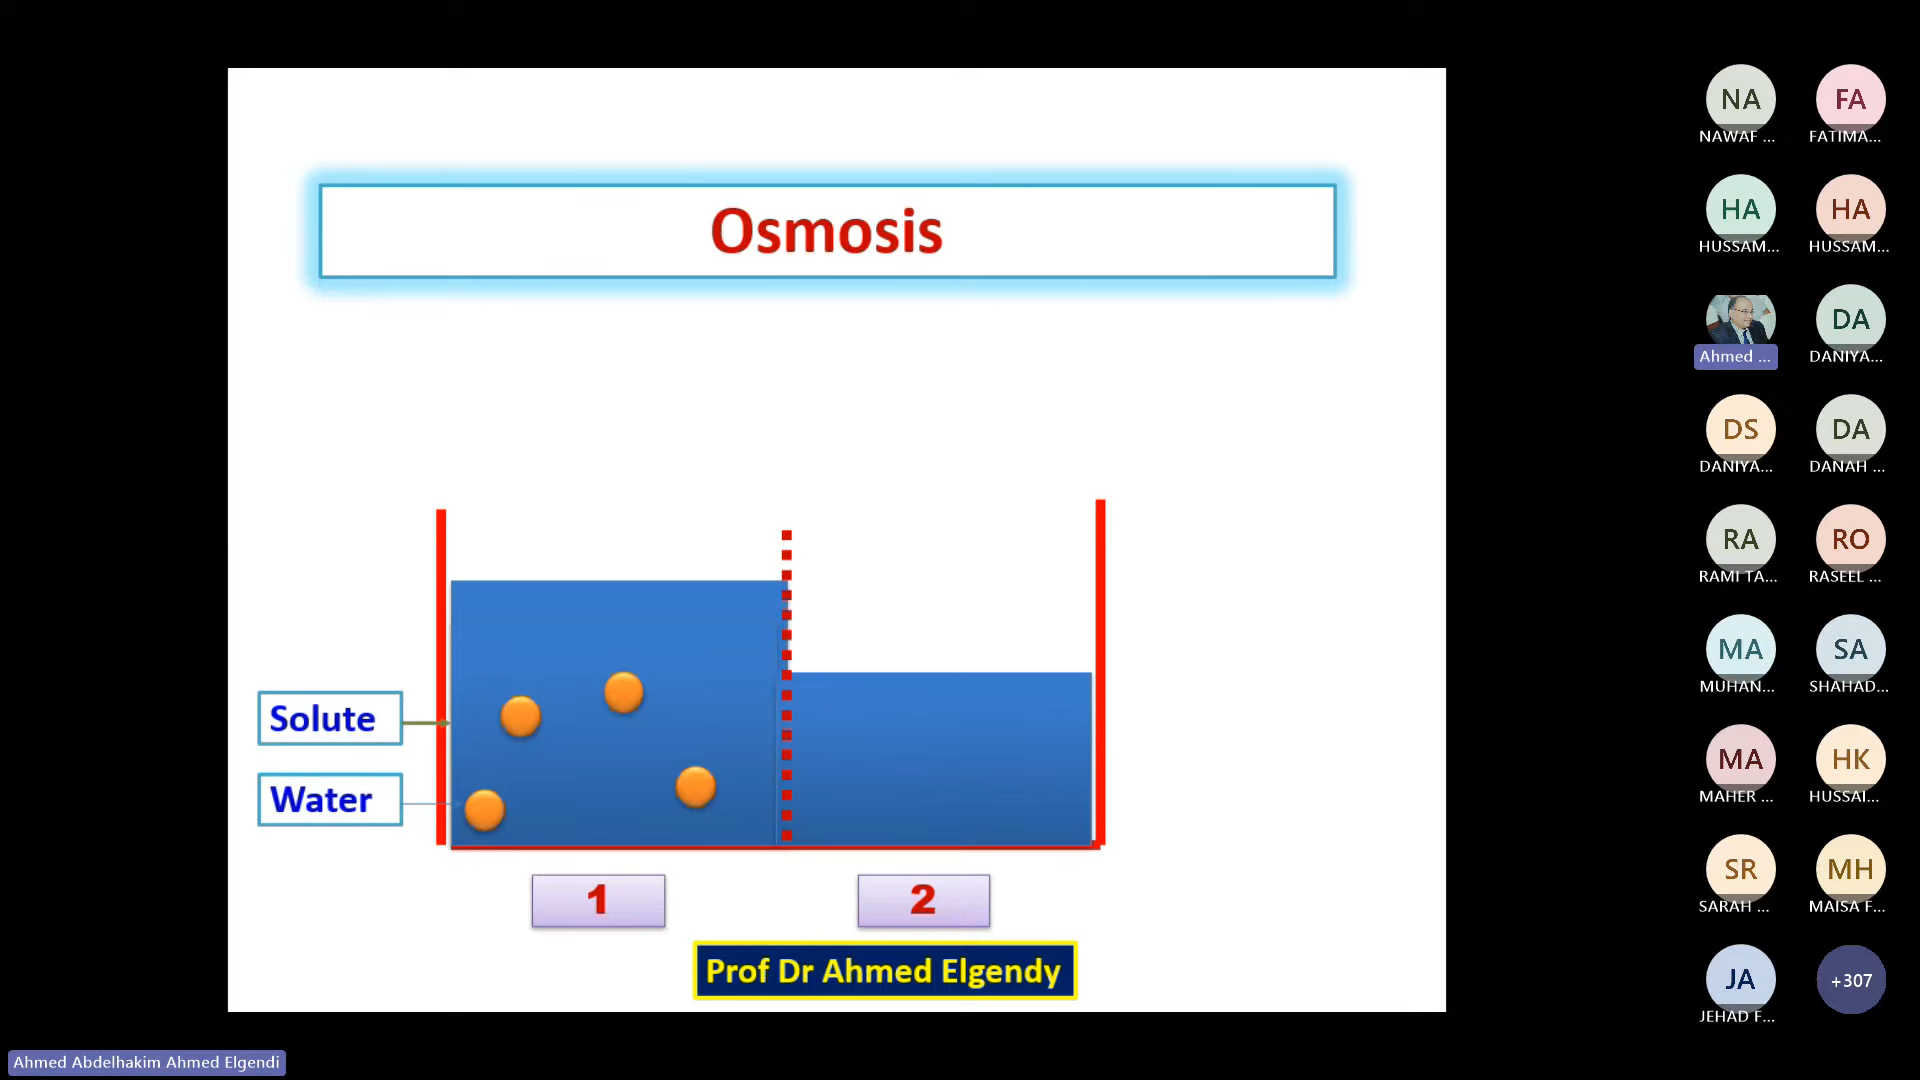 Osmosis
Solute
Water
1
2
Prof Dr Ahmed Elgendy
NA
FA
NAWAF ...
FATIMA...
HA
HA
HUSSAM...
HUSSAM...
DA
Ahmed ...
DANIYA...
DS
DA
DANIYA...
DANAH ...
RA
RO
RAMI TA...
RASEEL ...
MA
SA
MUHAN...
SHAHAD...
MA
HK
MAHER ...
HUSSAI...
SR
MH
SARAH ...
MAISA F...
JA
+307
JEHAD F...
Ahmed Abdelhakim Ahmed Elgendi